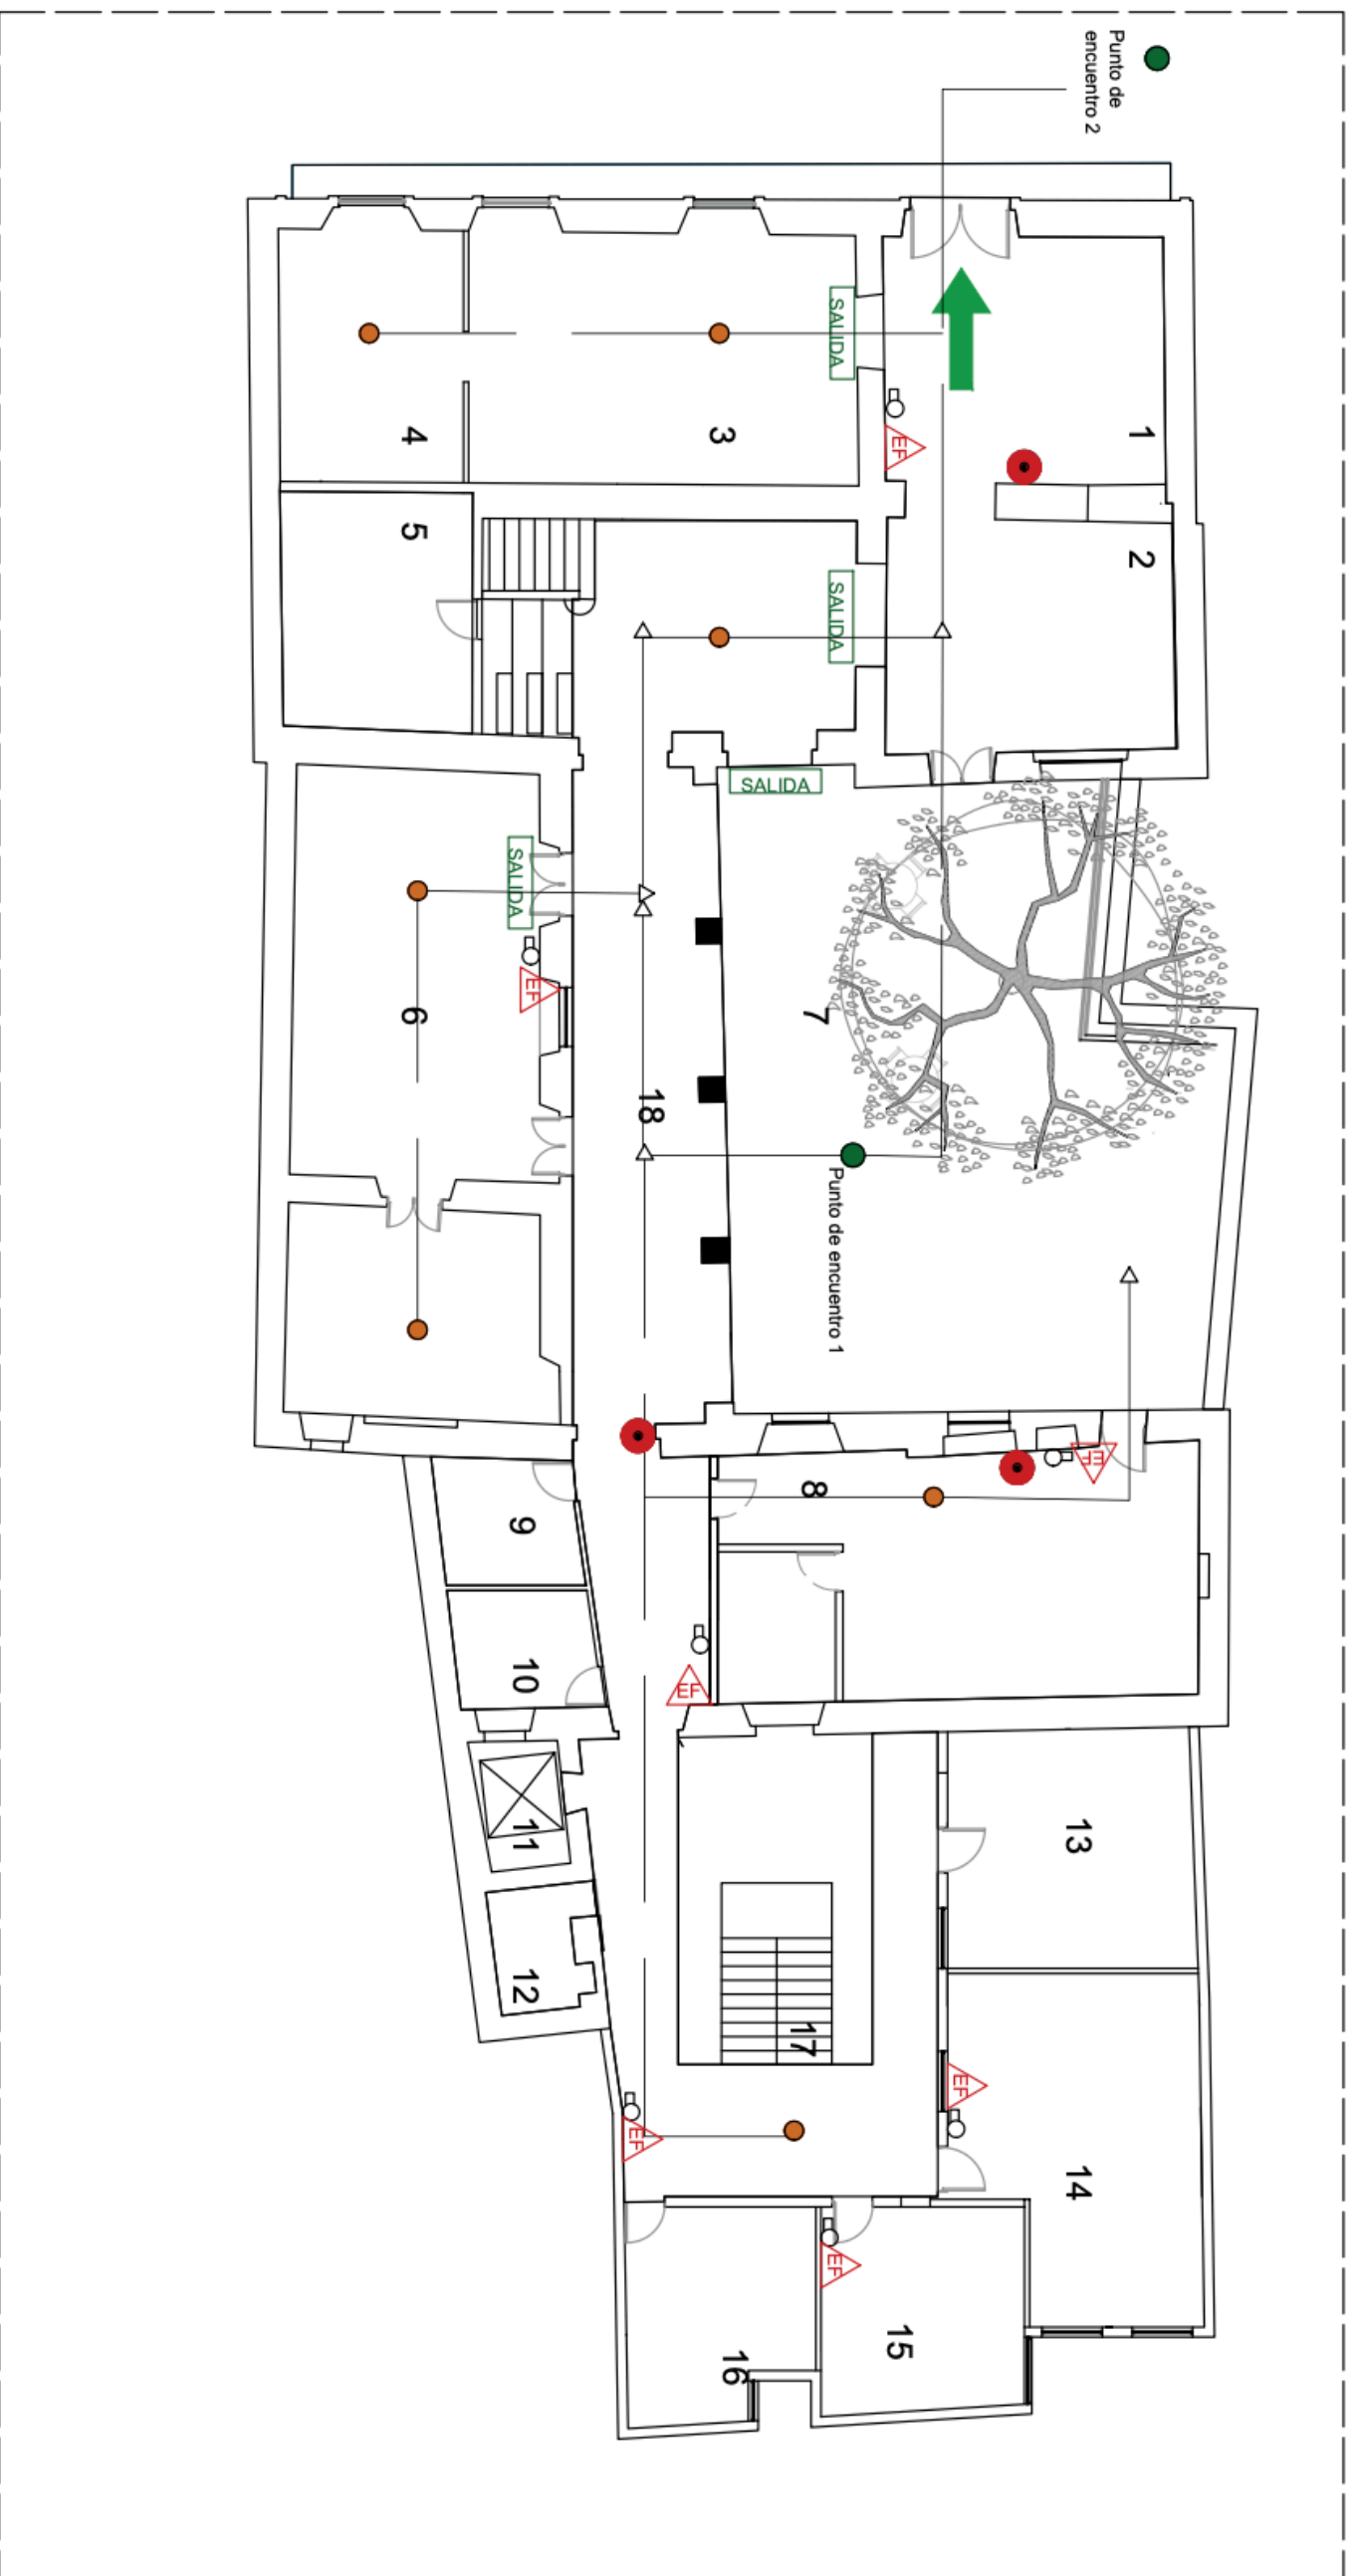 Punto de
encuentro 2
1
2
3
4
5
SALIDA
EF
SALIDA
SALIDA
SALIDA
EF
6
7
18
Punto de encuentro 1
8
EF
9
10
EF
11
12
13
17
14
EF
EF
15
EF
16